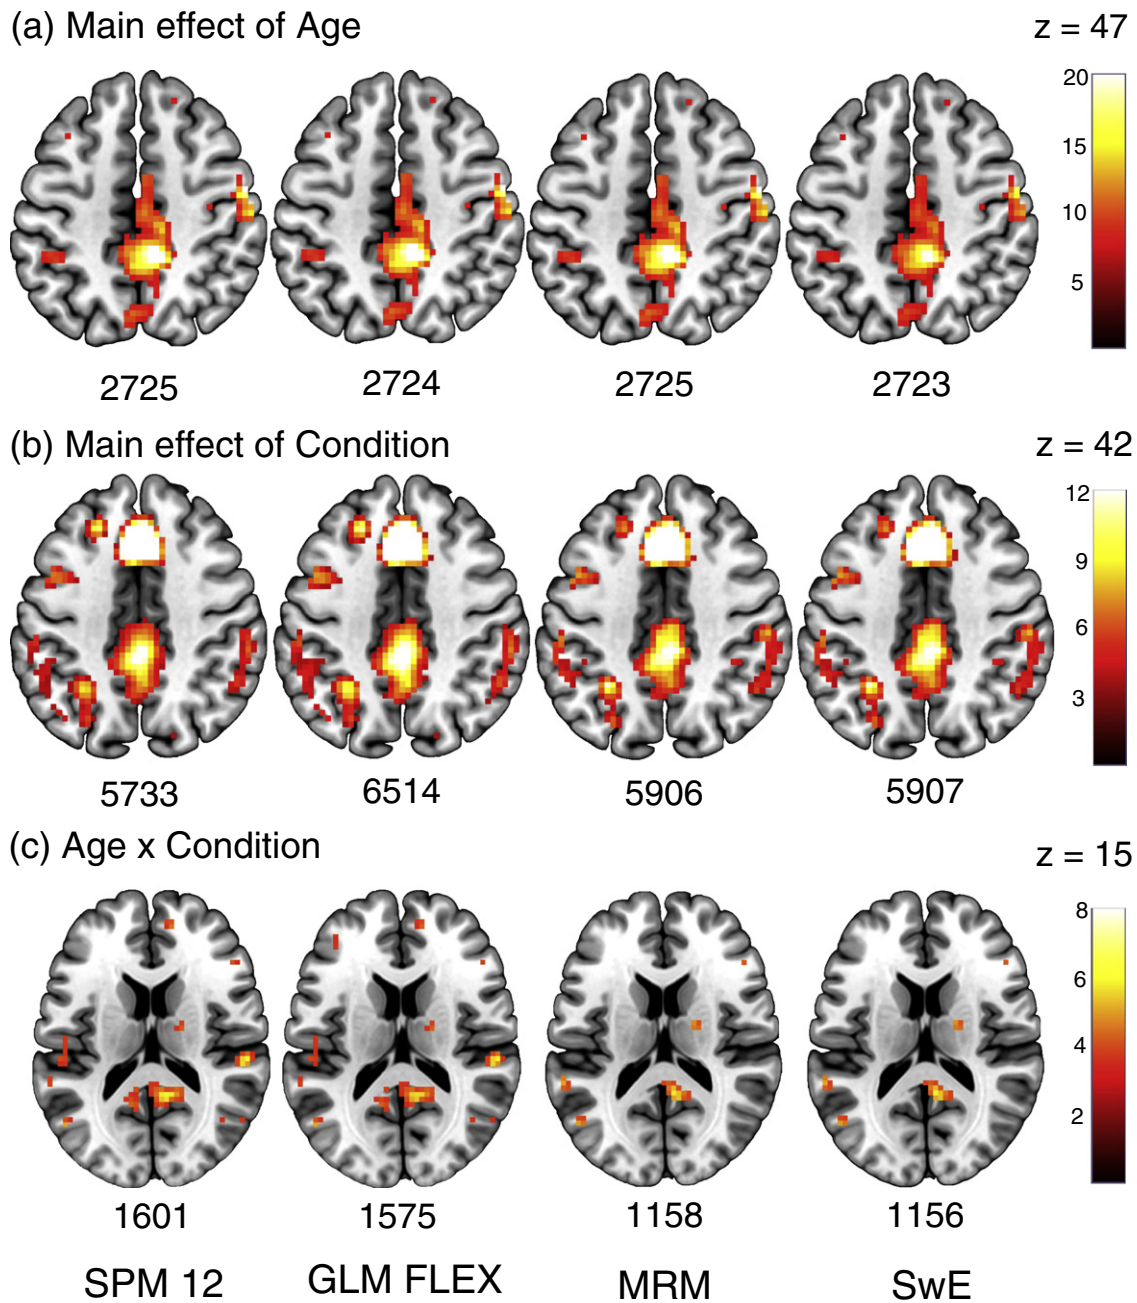 (a) Main effect of Age
z = 47
20
15
10
5
2725 2724 2725 2723
(b) Main effect of Condition
z = 42
12
9
6
3
5733 6514 5906 5907
(c) Age x Condition
z = 15
8
6
4
2
1601 1575 1158 1156
SPM 12 GLM FLEX MRM SwE